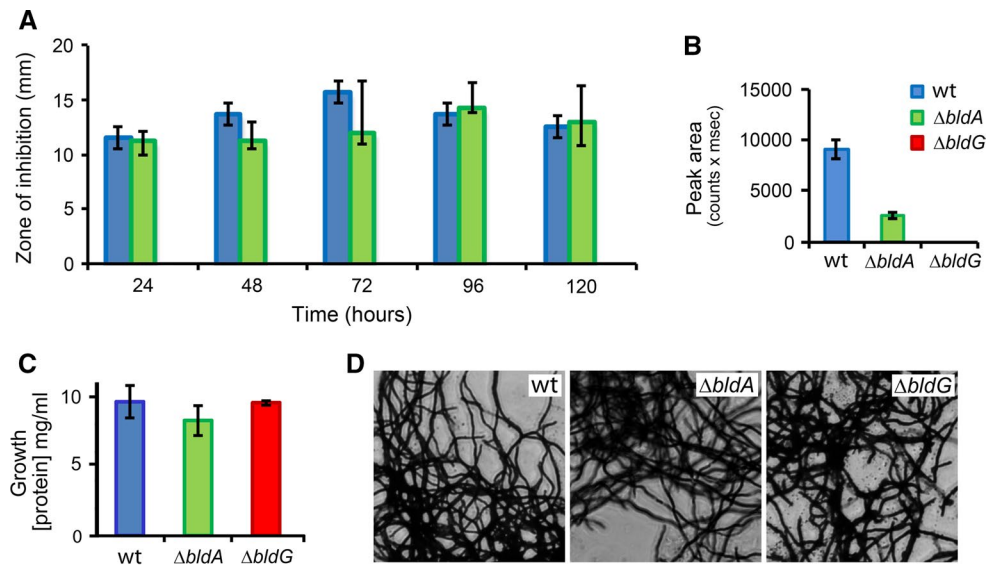 A
20
15
10
5
0
Zone of inhibition (mm)
24 48 72 96 120
Time (hours)
B
15000
10000
5000
0
Peak area
(counts x msec)
wt
ΔbldA
ΔbldG
wt ΔbldA ΔbldG
C
10
5
0
Growth
[protein] mg/ml
wt ΔbldA ΔbldG
D
wt ΔbldA ΔbldG